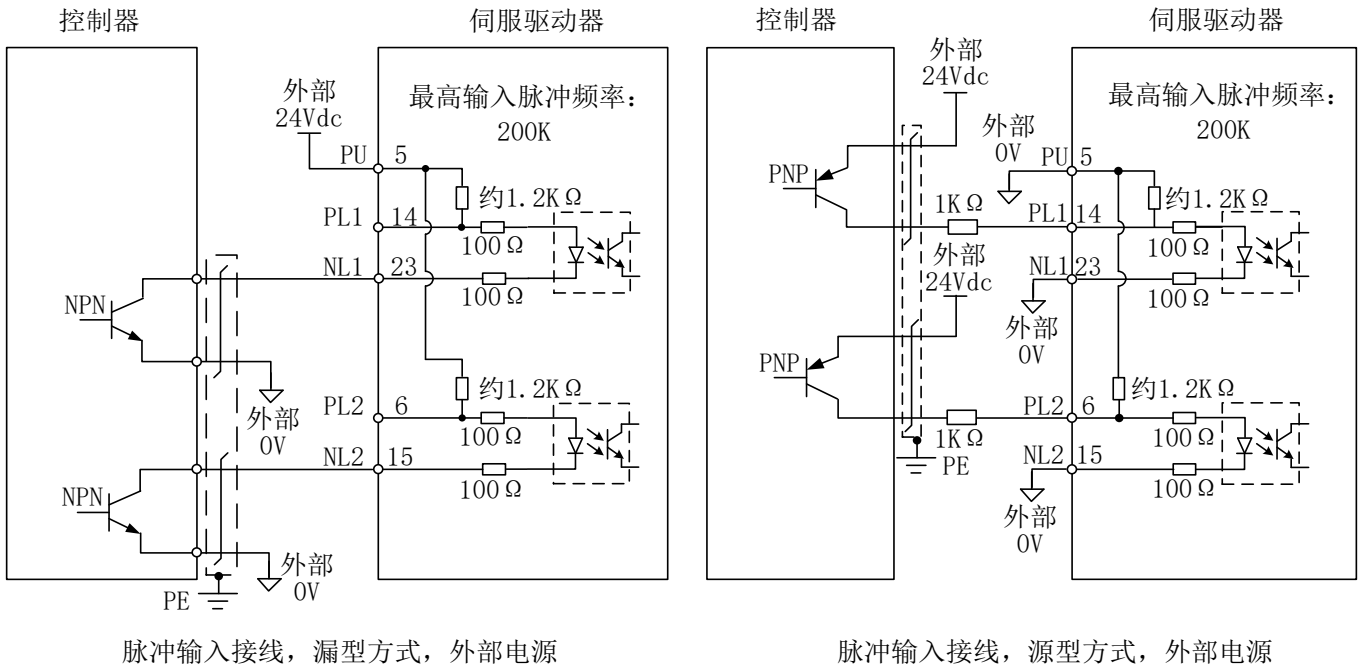 控制器
伺服驱动器
外部
24Vdc
最高输入脉冲频率：
200K
PU 5
约1.2KΩ
PL1 14
100Ω
NL1 23
100Ω
NPN
外部
0V
约1.2KΩ
PL2 6
100Ω
NL2 15
100Ω
NPN
外部
0V
PE
脉冲输入接线，漏型方式，外部电源
控制器
伺服驱动器
外部
24Vdc
最高输入脉冲频率：
200K
外部
0V
PU 5
PNP
约1.2KΩ
1KΩ
PL1 14
100Ω
外部
24Vdc
NL1 23
100Ω
外部
0V
PNP
约1.2KΩ
PL2 6
1KΩ
100Ω
PE
NL2 15
100Ω
外部
0V
脉冲输入接线，源型方式，外部电源